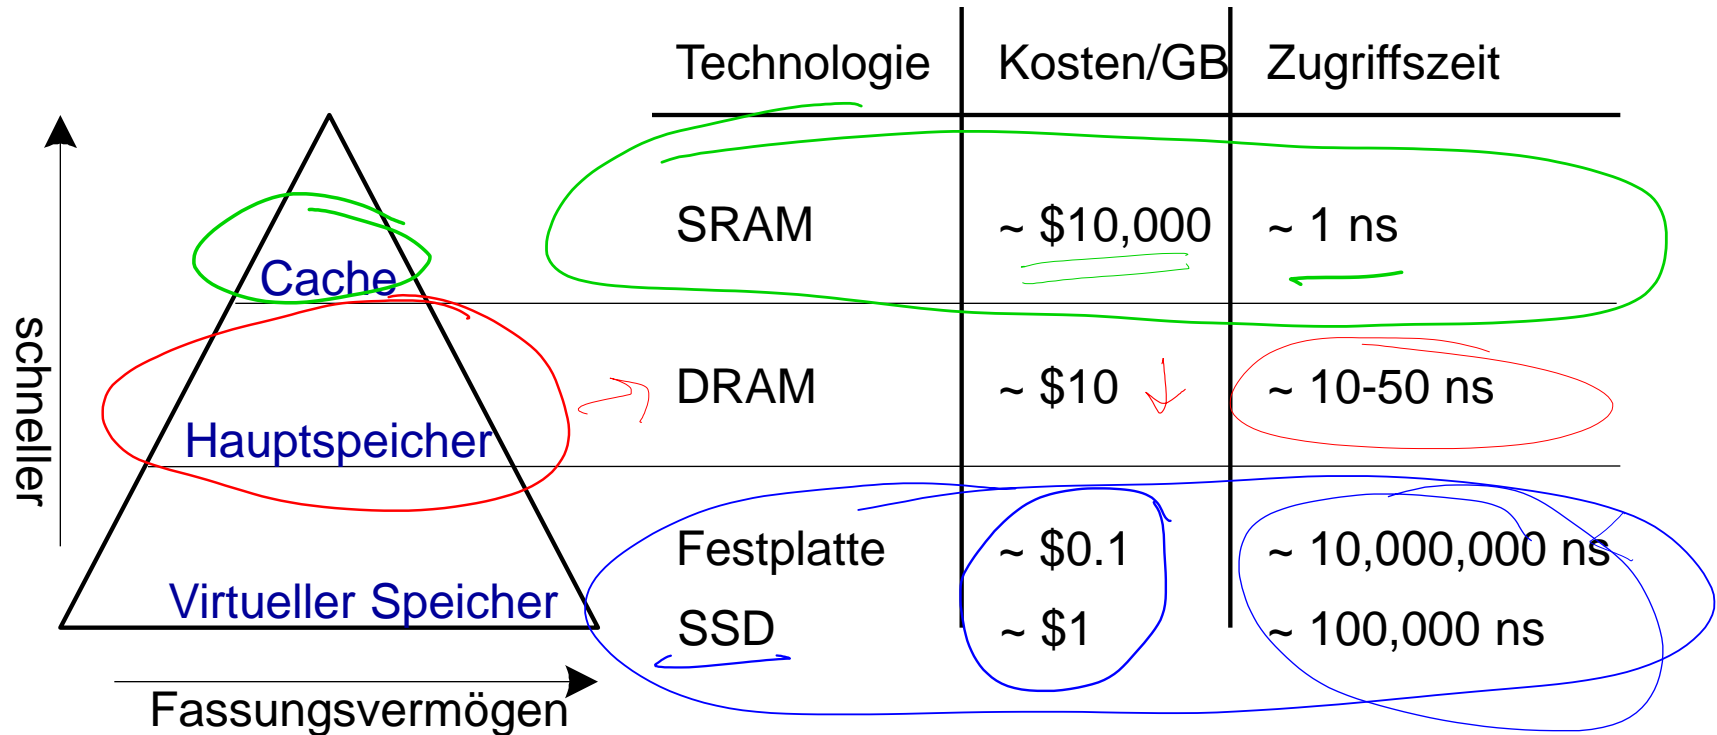 Technologie Kosten/GB Zugriffszeit
SRAM ~ $10,000 ~ 1 ns
Cache
schneller
DRAM ~ $10 ~ 10-50 ns
Hauptspeicher
Festplatte ~ $0.1 ~ 10,000,000 ns
Virtueller Speicher
SSD ~ $1 ~ 100,000 ns
Fassungsvermögen